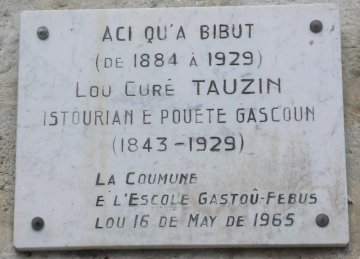 ACI QU'A BIBUT
(DE 1884 À 1929)
LOU CURÉ TAUZIN
ISTOURIAN E POUÈTE GASCOUN
(1843-1929)
LA COUMUNE
E L'ESCOLE GASTOÛ-FEBUS
LOU 16 DE MAY DE 1965